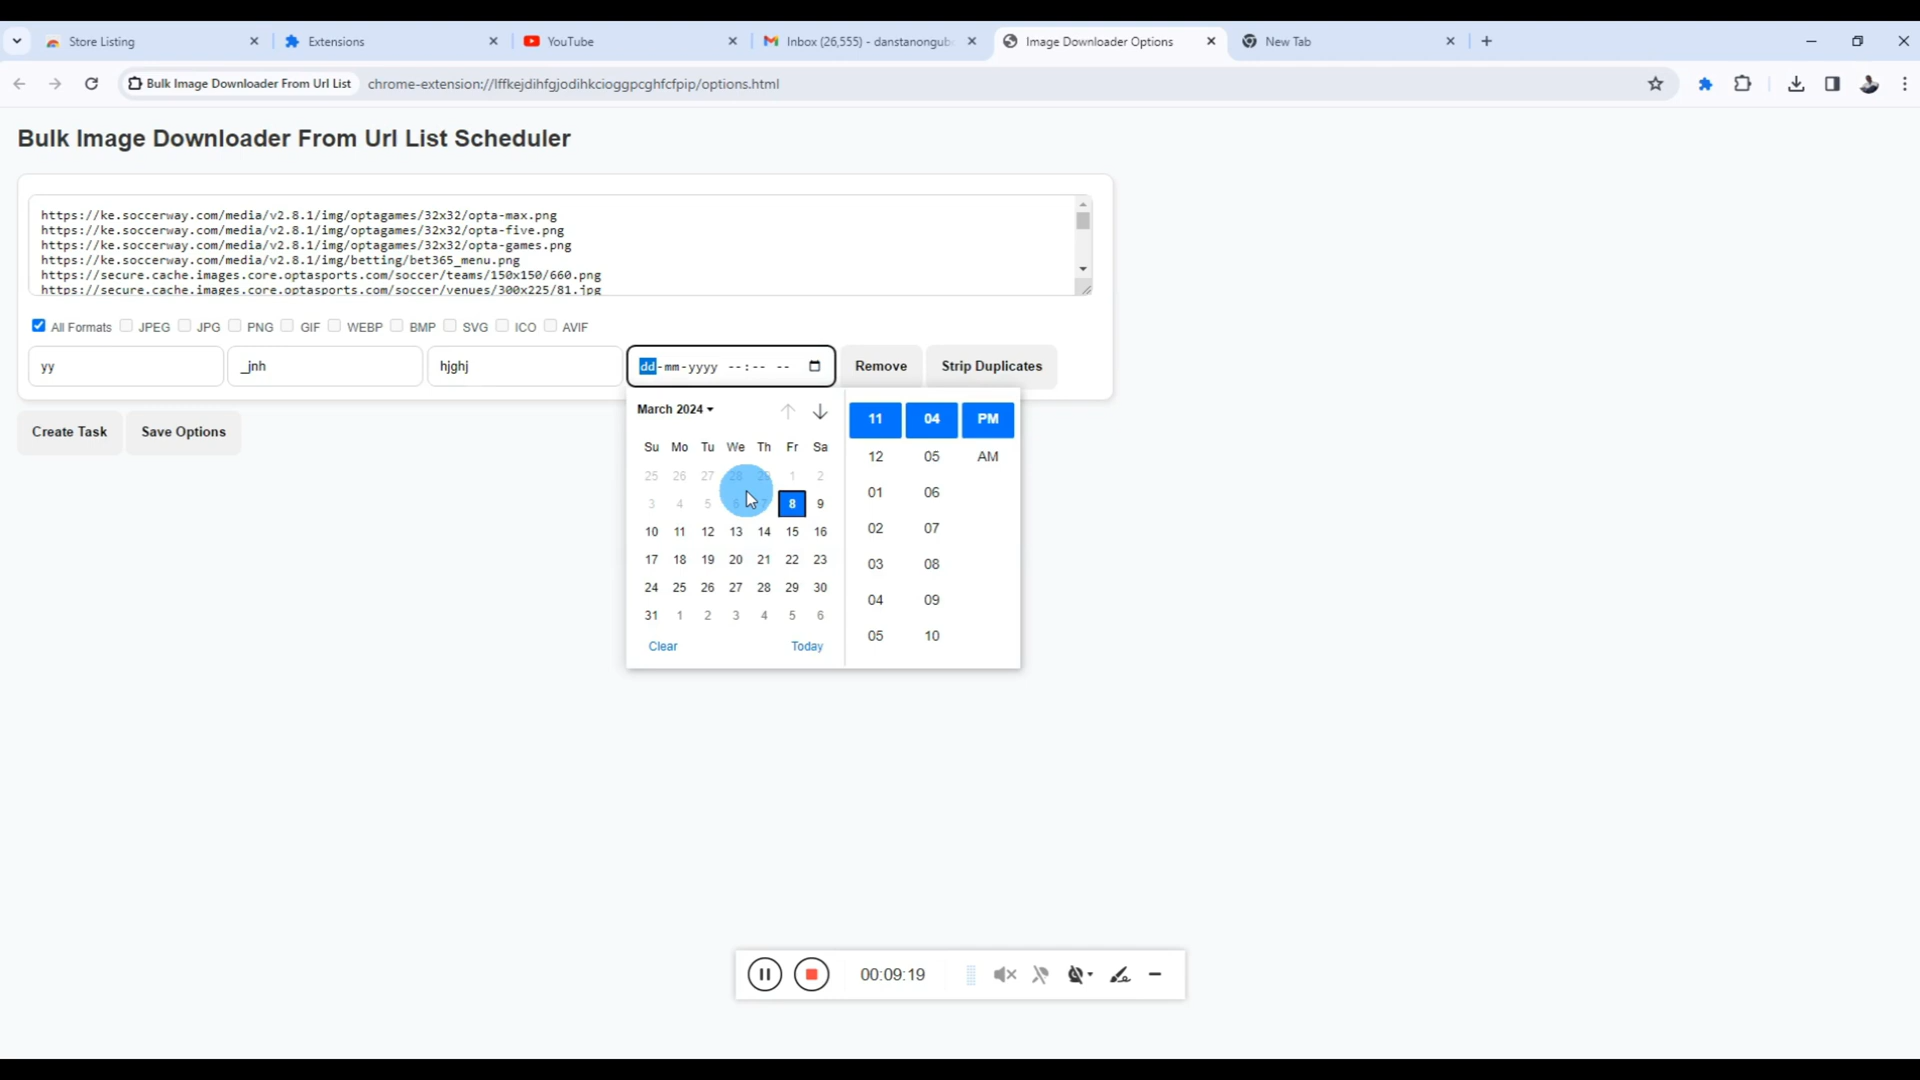 Store Listing
Extensions
YouTube
Inbox (26,555) - danstanongub
Image Downloader Options
New Tab
Bulk Image Downloader From Url List chrome-extension://lffkejdihfgjodihkcioggpcghfcfpip/options.html
Bulk Image Downloader From Url List Scheduler
https://ke.soccerway.com/media/v2.8.1/img/optagames/32x32/opta-max.png
https://ke.soccerway.com/media/v2.8.1/img/optagames/32x32/opta-five.png
https://ke.soccerway.com/media/v2.8.1/img/optagames/32x32/opta-games.png
https://ke.soccerway.com/media/v2.8.1/img/betting/bet365_menu.png
https://secure.cache.images.core.optasports.com/soccer/teams/150x150/660.png
https://secure.cache.images.core.optasports.com/soccer/venues/300x225/81.jpg
All Formats JPEG JPG PNG GIF WEBP BMP SVG ICO AVIF
yy _jnh hjghj dd-mm-yyyy --:-- -- Remove Strip Duplicates
Create Task Save Options
March 2024
Su Mo Tu We Th Fr Sa
25 26 27 28 29 1 2
3 4 5 6 7 8 9
10 11 12 13 14 15 16
17 18 19 20 21 22 23
24 25 26 27 28 29 30
31 1 2 3 4 5 6
Clear Today
11 04 PM
12 05 AM
01 06
02 07
03 08
04 09
05 10
00:09:19